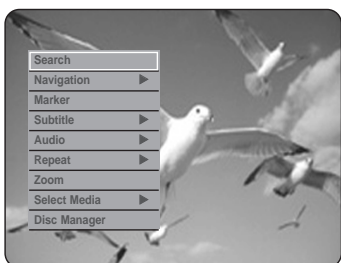 Search
Navigation ▶
Marker
Subtitle ▶
Audio ▶
Repeat ▶
Zoom
Select Media ▶
Disc Manager